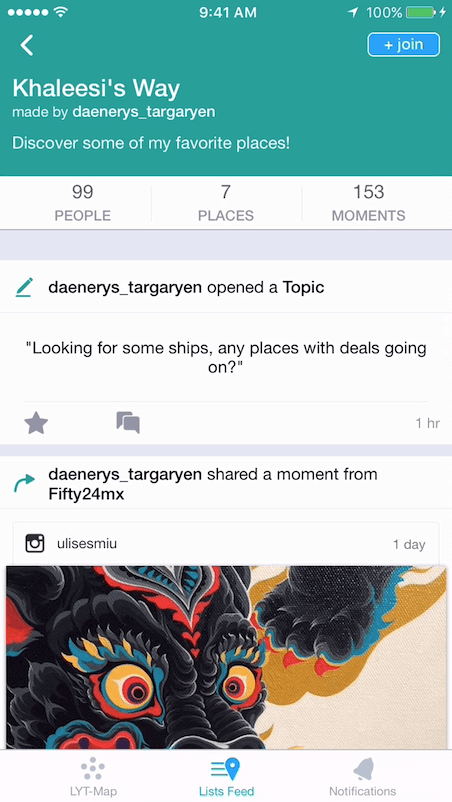 9:41 AM 100%
+ join
Khaleesi's Way
made by daenerys_targaryen
Discover some of my favorite places!
99 7 153
PEOPLE PLACES MOMENTS
daenerys_targaryen opened a Topic
"Looking for some ships, any places with deals going
on?"
1 hr
daenerys_targaryen shared a moment from
Fifty24mx
ulisesmiu 1 day
LYT-Map Lists Feed Notifications